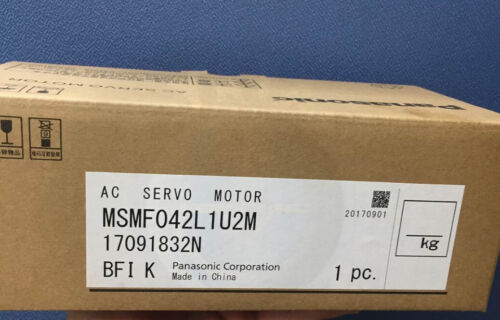 Panasonic
AC SERVO MOTOR
AC SERVO MOTOR
MSMF042L1U2M
17091832N
20170901
kg
BFI K Panasonic Corporation
Made in China
1 pc.